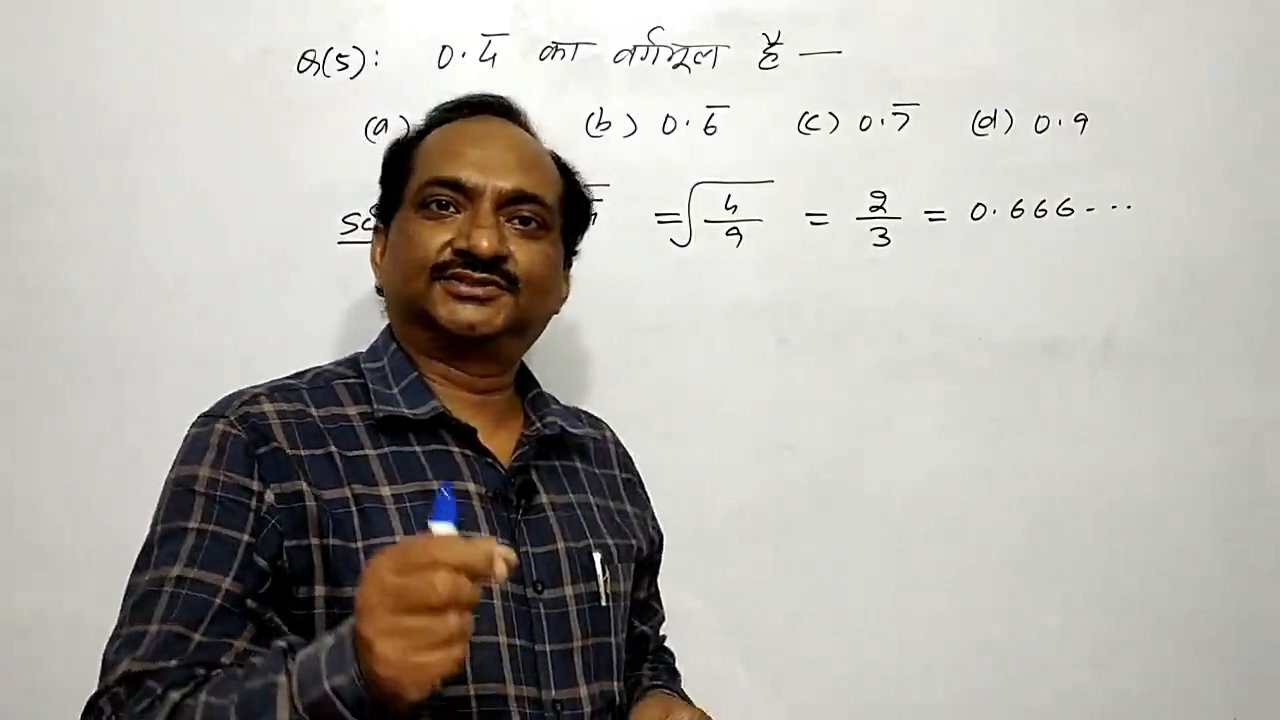 Q(5): 0.4̅ का वर्गमूल है —
(a) (b) 0.6̅ (c) 0.7̅ (d) 0.9
= √(4/9) = 2/3 = 0.666---